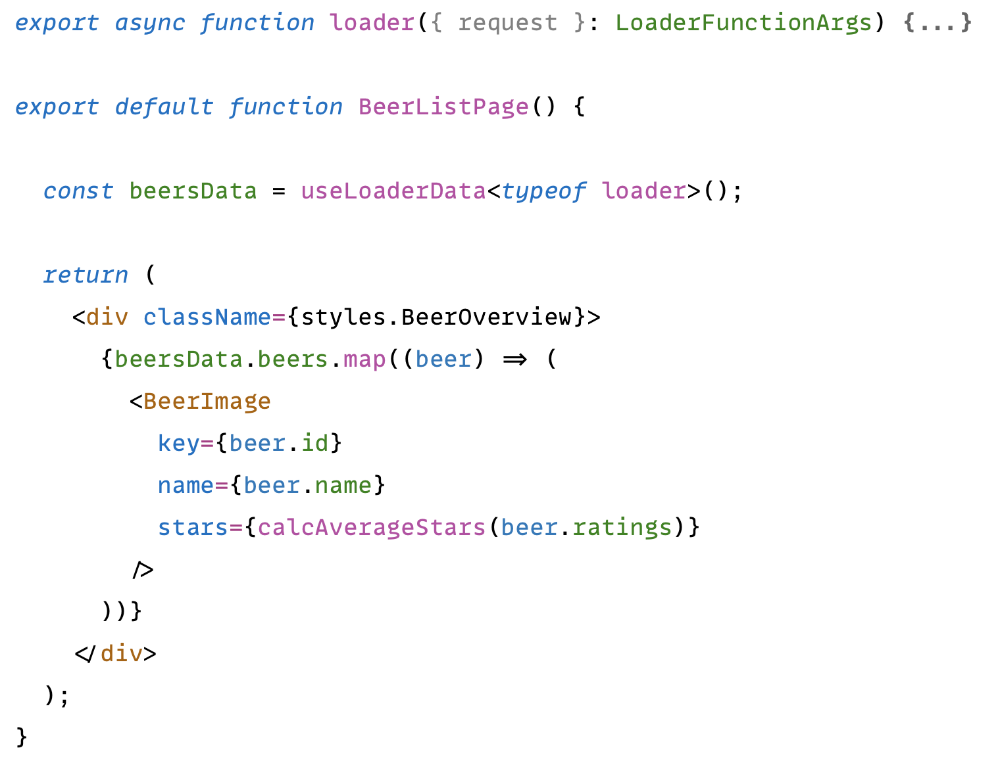 export async function loader({ request }: LoaderFunctionArgs) {...}
export default function BeerListPage() {
  const beersData = useLoaderData<typeof loader>();
  return (
    <div className={styles.BeerOverview}>
      {beersData.beers.map((beer) => (
        <BeerImage
          key={beer.id}
          name={beer.name}
          stars={calcAverageStars(beer.ratings)}
        />
      ))}
    </div>
  );
}